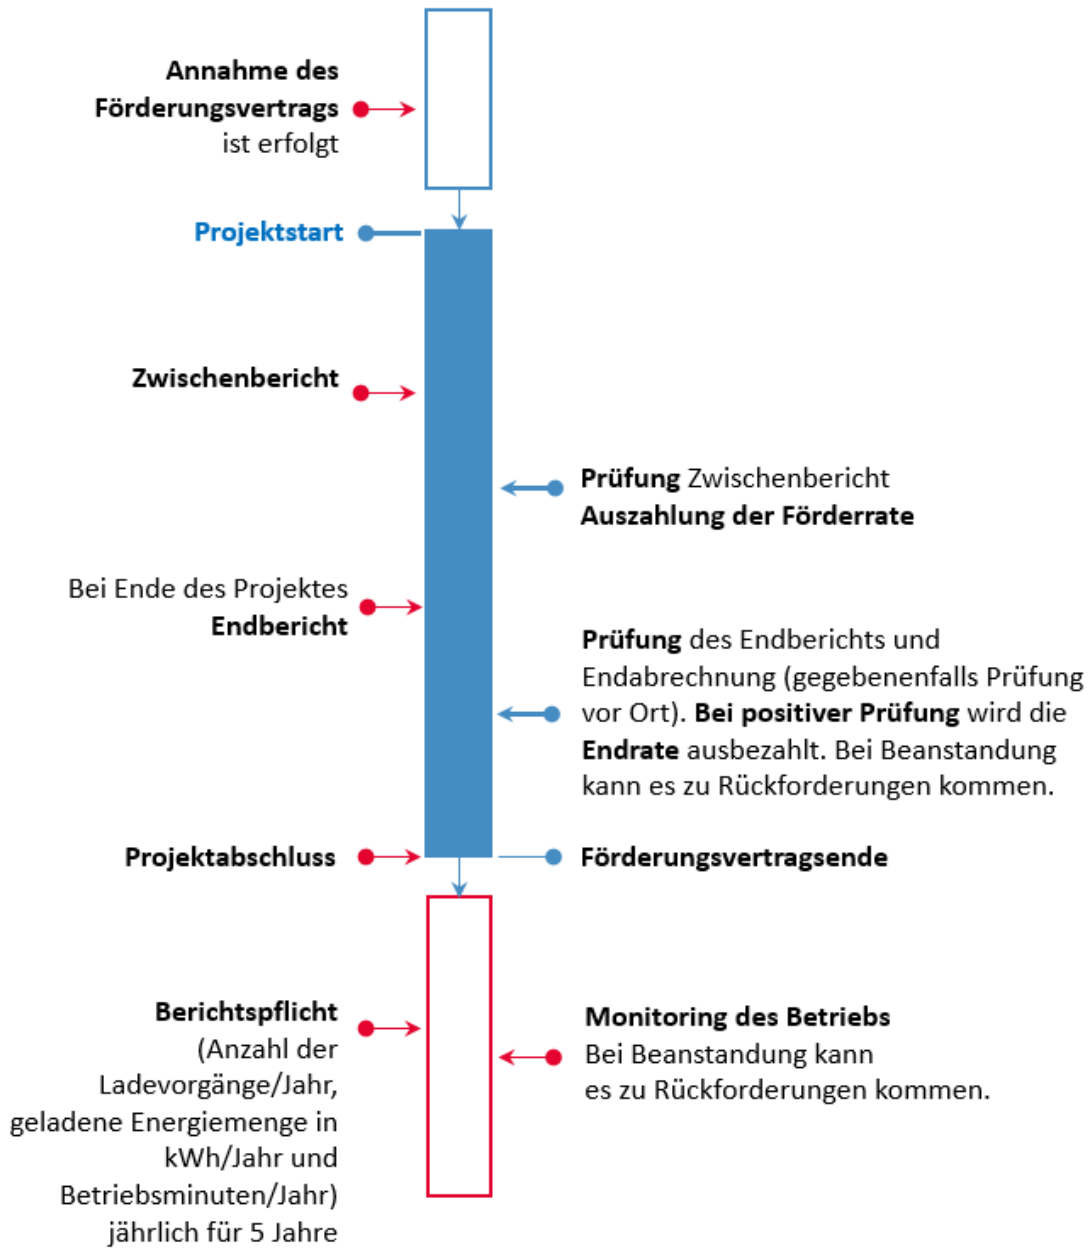 Annahme des
Förderungsvertrags
ist erfolgt
Projektstart
Zwischenbericht
Prüfung Zwischenbericht
Auszahlung der Förderrate
Bei Ende des Projektes
Endbericht
Prüfung des Endberichts und
Endabrechnung (gegebenenfalls Prüfung
vor Ort). Bei positiver Prüfung wird die
Endrate ausbezahlt. Bei Beanstandung
kann es zu Rückforderungen kommen.
Projektabschluss
Förderungsvertragsende
Berichtspflicht
(Anzahl der
Ladevorgänge/Jahr,
geladene Energiemenge in
kWh/Jahr und
Betriebsminuten/Jahr)
jährlich für 5 Jahre
Monitoring des Betriebs
Bei Beanstandung kann
es zu Rückforderungen kommen.